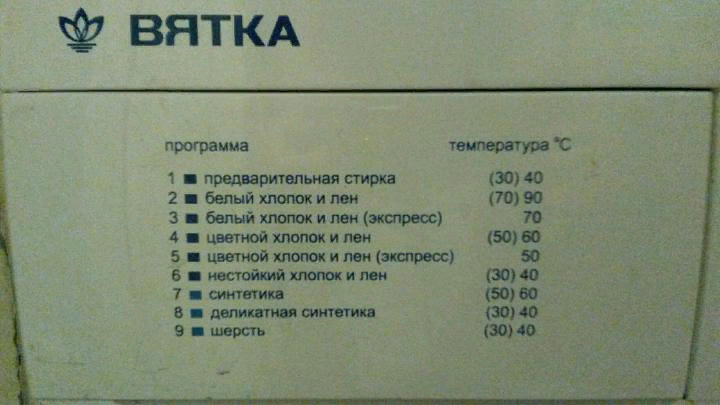 ВЯТКА
программа температура °C
1 предварительная стирка (30) 40
2 белый хлопок и лен (70) 90
3 белый хлопок и лен (экспресс) 70
4 цветной хлопок и лен (50) 60
5 цветной хлопок и лен (экспресс) 50
6 нестойкий хлопок и лен (30) 40
7 синтетика (50) 60
8 деликатная синтетика (30) 40
9 шерсть (30) 40